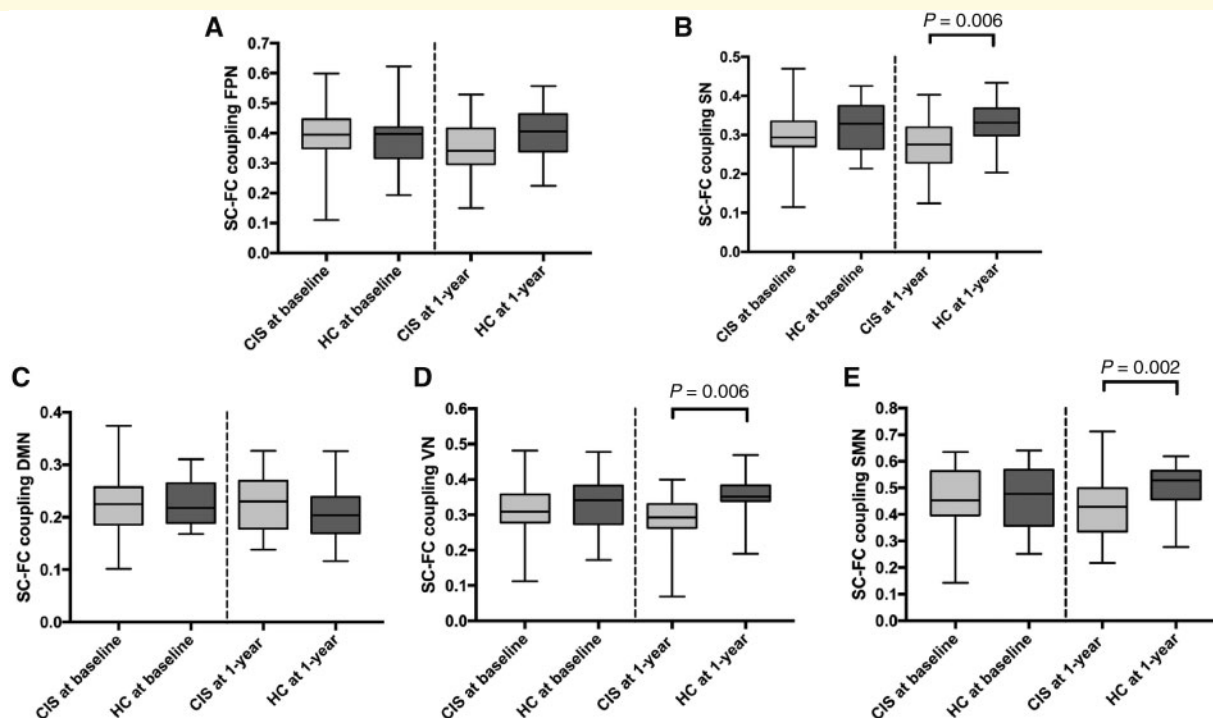 A
SC-FC coupling FPN
0.7
0.6
0.5
0.4
0.3
0.2
0.1
0.0
CIS at baseline
HC at baseline
CIS at 1-year
HC at 1-year
B
P = 0.006
SC-FC coupling SN
0.5
0.4
0.3
0.2
0.1
0.0
CIS at baseline
HC at baseline
CIS at 1-year
HC at 1-year
C
SC-FC coupling DMN
0.4
0.3
0.2
0.1
0.0
CIS at baseline
HC at baseline
CIS at 1-year
HC at 1-year
D
P = 0.006
SC-FC coupling VN
0.6
0.5
0.4
0.3
0.2
0.1
0.0
CIS at baseline
HC at baseline
CIS at 1-year
HC at 1-year
E
P = 0.002
SC-FC coupling SMN
0.8
0.7
0.6
0.5
0.4
0.3
0.2
0.1
0.0
CIS at baseline
HC at baseline
CIS at 1-year
HC at 1-year